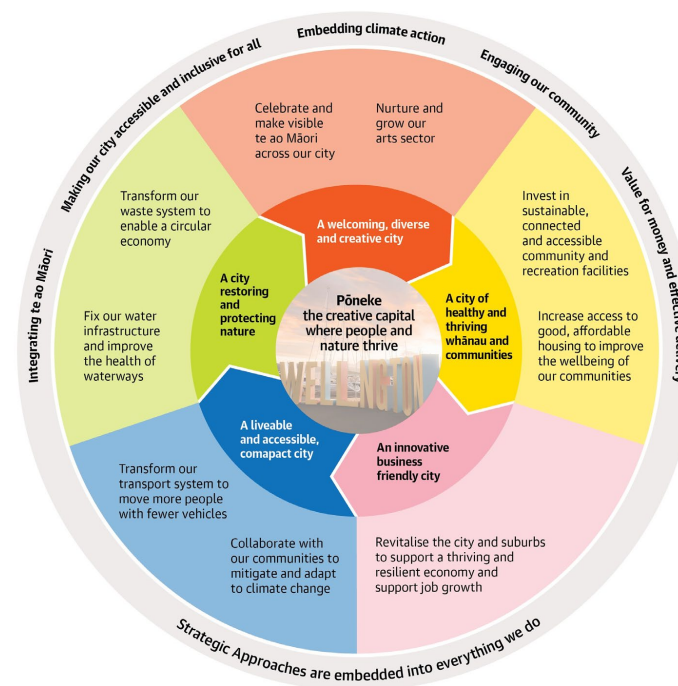 Embedding climate action
Engaging our community
Value for money and effective delivery
Making our city accessible and inclusive for all
Integrating te ao Māori
Celebrate and
make visible
te ao Māori
across our city
Nurture and
grow our
arts sector
A welcoming, diverse
and creative city
Invest in
sustainable,
connected
and accessible
community and
recreation facilities
Increase access to
good, affordable
housing to improve
the wellbeing of
our communities
A city of
healthy and
thriving
whānau and
communities
Revitalise the city and suburbs
to support a thriving and
resilient economy and
support job growth
An innovative
business
friendly city
Collaborate with
our communities to
mitigate and adapt
to climate change
Transform our
transport system to
move more people
with fewer vehicles
A liveable
and accessible,
comapact city
Fix our water
infrastructure
and improve
the health of
waterways
Transform our
waste system to
enable a circular
economy
A city
restoring
and
protecting
nature
Pōneke
the creative capital
where people and
nature thrive
WELLINGTON
Strategic Approaches are embedded into everything we do